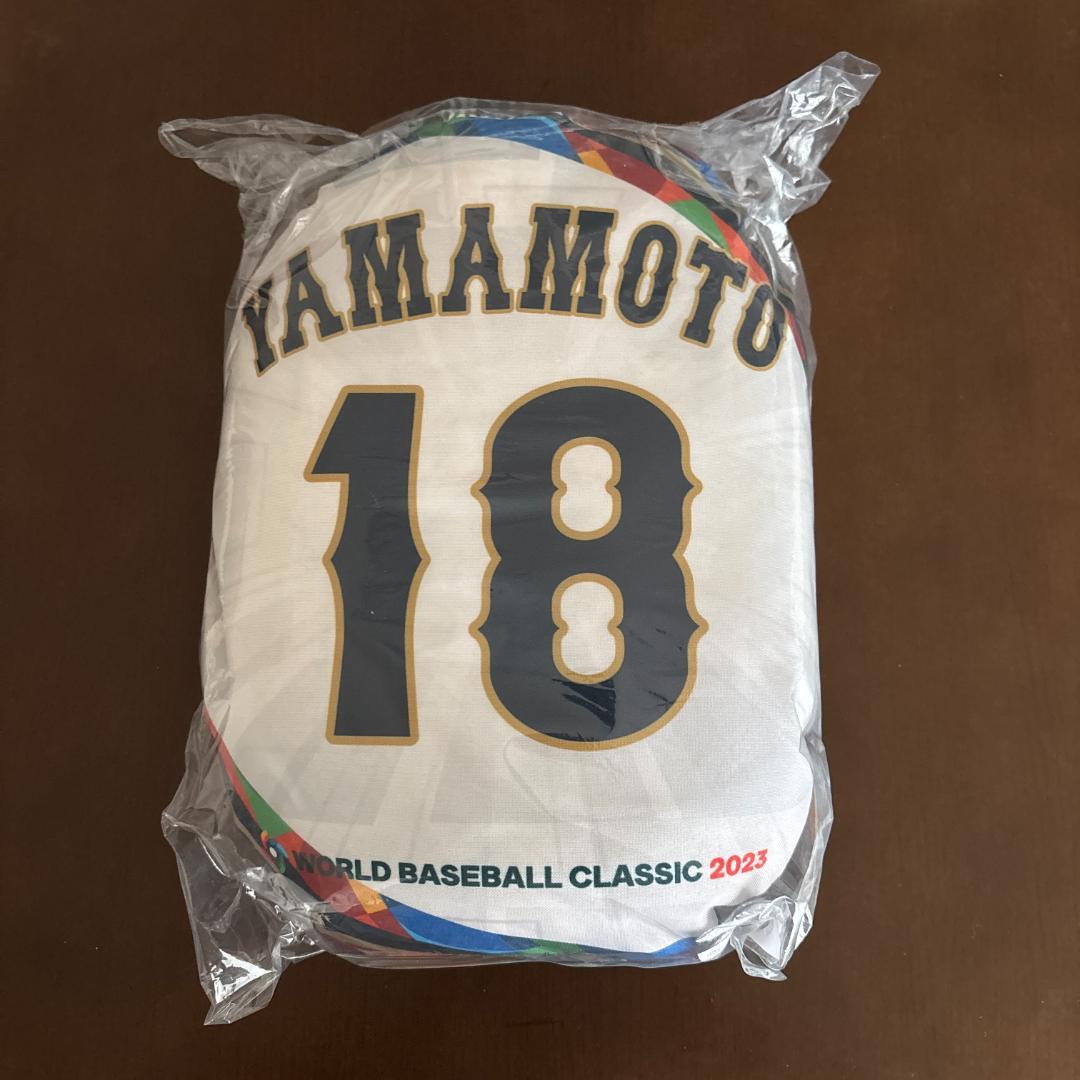 YAMAMOTO
18
WORLD BASEBALL CLASSIC 2023